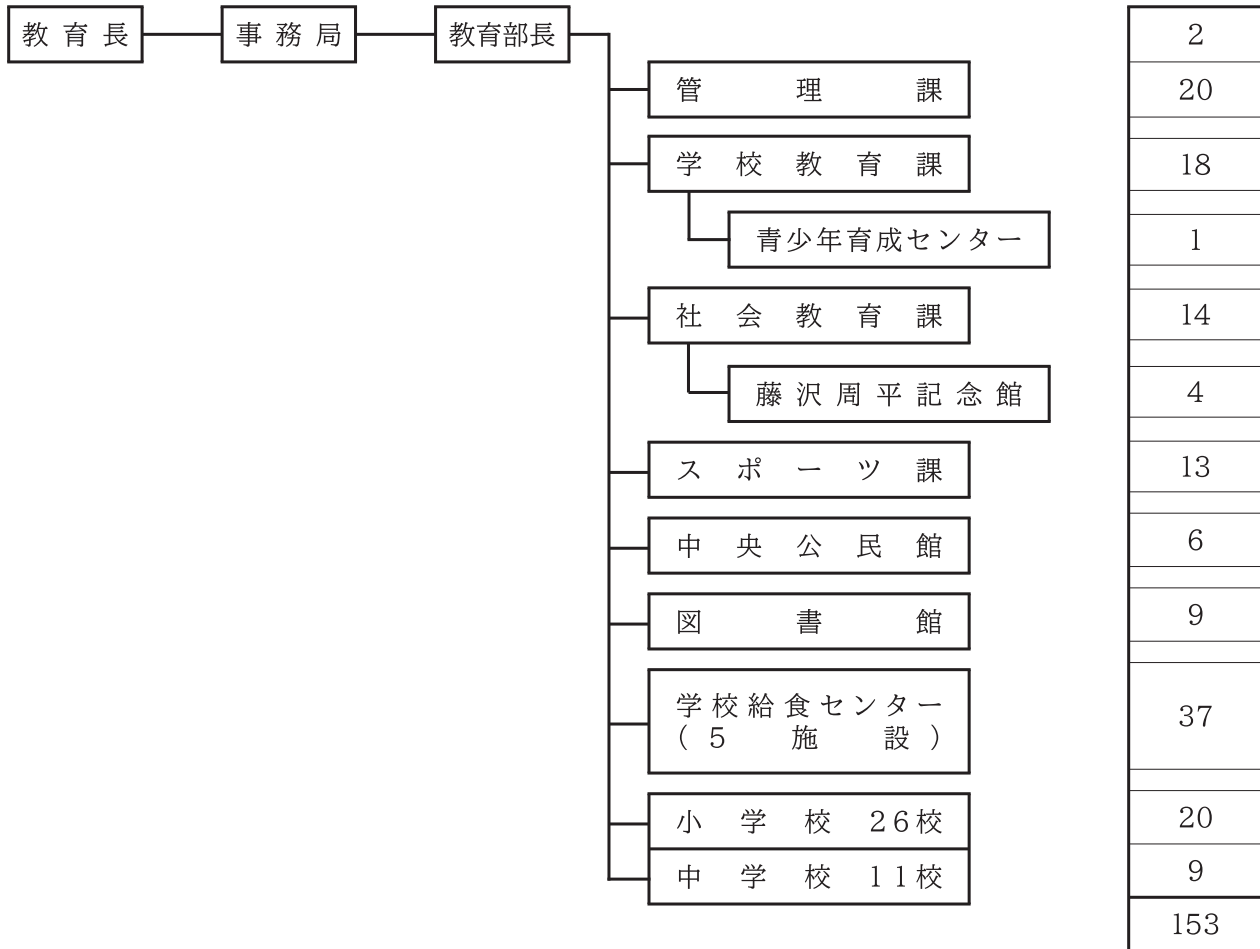 教育長 事務局 教育部長 2
管理課 20
学校教育課 18
青少年育成センター 1
社会教育課 14
藤沢周平記念館 4
スポーツ課 13
中央公民館 6
図書館 9
学校給食センター
(5施設) 37
小学校 26校 20
中学校 11校 9
153